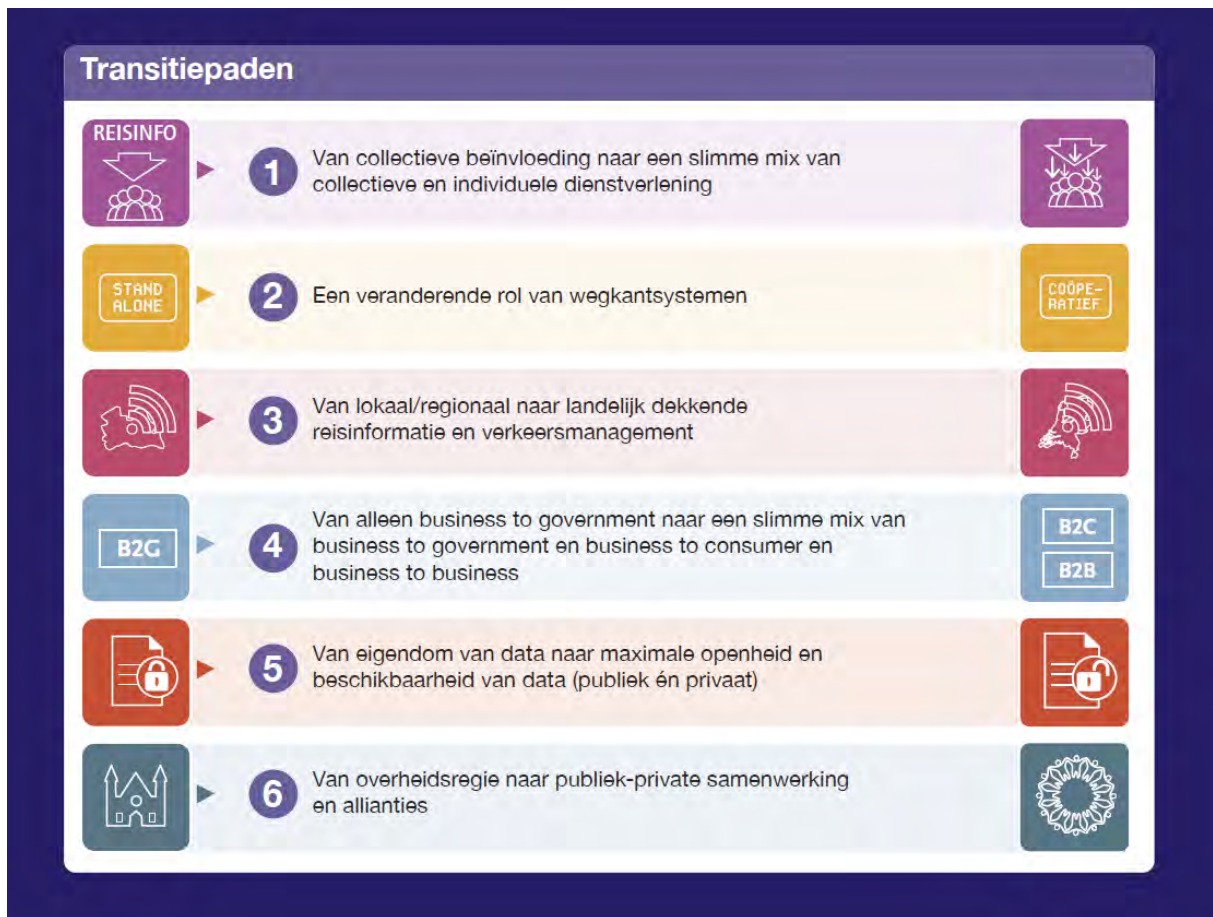 Transitiepaden
REISINFO
1
Van collectieve beïnvloeding naar een slimme mix van
collectieve en individuele dienstverlening
STAND
ALONE
2
Een veranderende rol van wegkantsystemen
COÖPE-
RATIEF
3
Van lokaal/regionaal naar landelijk dekkende
reisinformatie en verkeersmanagement
B2G
4
Van alleen business to government naar een slimme mix van
business to government en business to consumer en
business to business
B2C
B2B
5
Van eigendom van data naar maximale openheid en
beschikbaarheid van data (publiek én privaat)
6
Van overheidsregie naar publiek-private samenwerking
en allianties